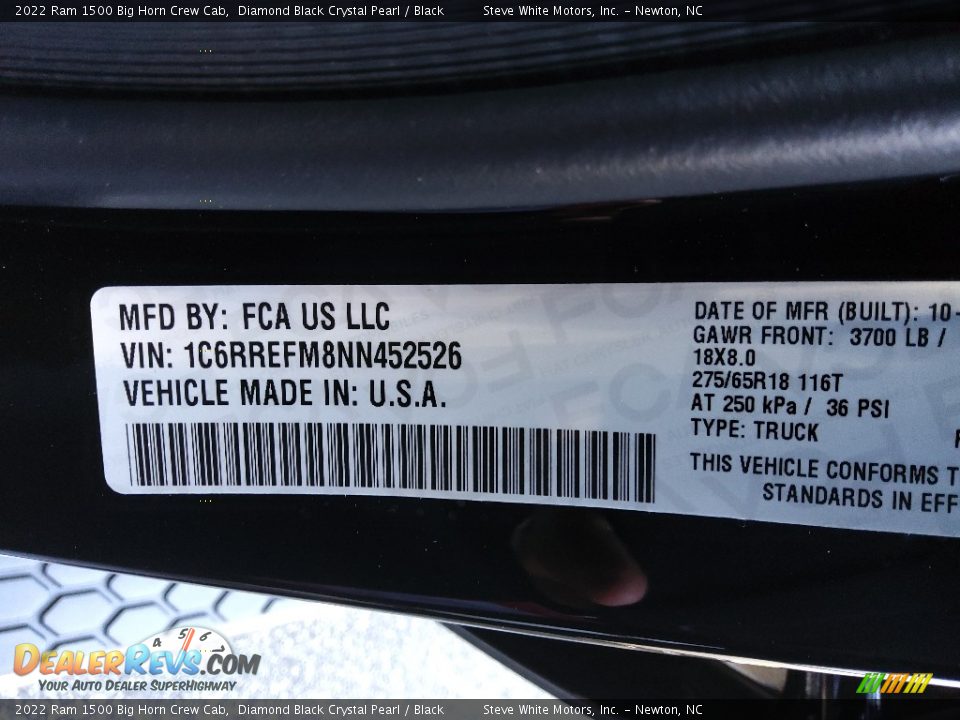 2022 Ram 1500 Big Horn Crew Cab, Diamond Black Crystal Pearl / Black Steve White Motors, Inc. - Newton, NC
MFD BY: FCA US LLC
VIN: 1C6RREFM8NN452526
VEHICLE MADE IN: U.S.A.
DATE OF MFR (BUILT): 10-
GAWR FRONT: 3700 LB /
18X8.0
275/65R18 116T
AT 250 kPa / 36 PSI
TYPE: TRUCK
THIS VEHICLE CONFORMS T
STANDARDS IN EFF
4 5 6
DealerRevs.com
Your Auto Dealer SuperHighway
2022 Ram 1500 Big Horn Crew Cab, Diamond Black Crystal Pearl / Black Steve White Motors, Inc. - Newton, NC